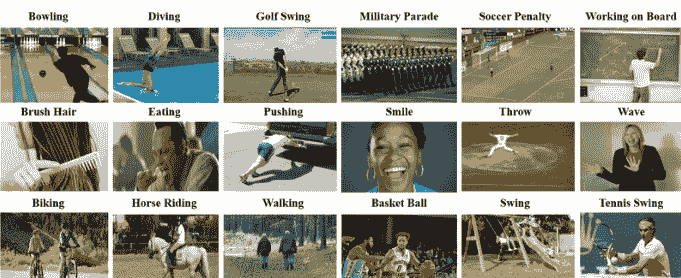 Bowling Diving Golf Swing Military Parade Soccer Penalty Working on Board
Brush Hair Eating Pushing Smile Throw Wave
Biking Horse Riding Walking Basket Ball Swing Tennis Swing